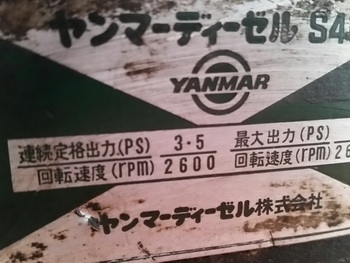 ヤンマーディーゼル S4
YANMAR
連続定格出力(PS) 3・5 最大出力(PS)
回転速度(rpm) 2600 回転速度(rpm) 26
ヤンマーディーゼル株式会社